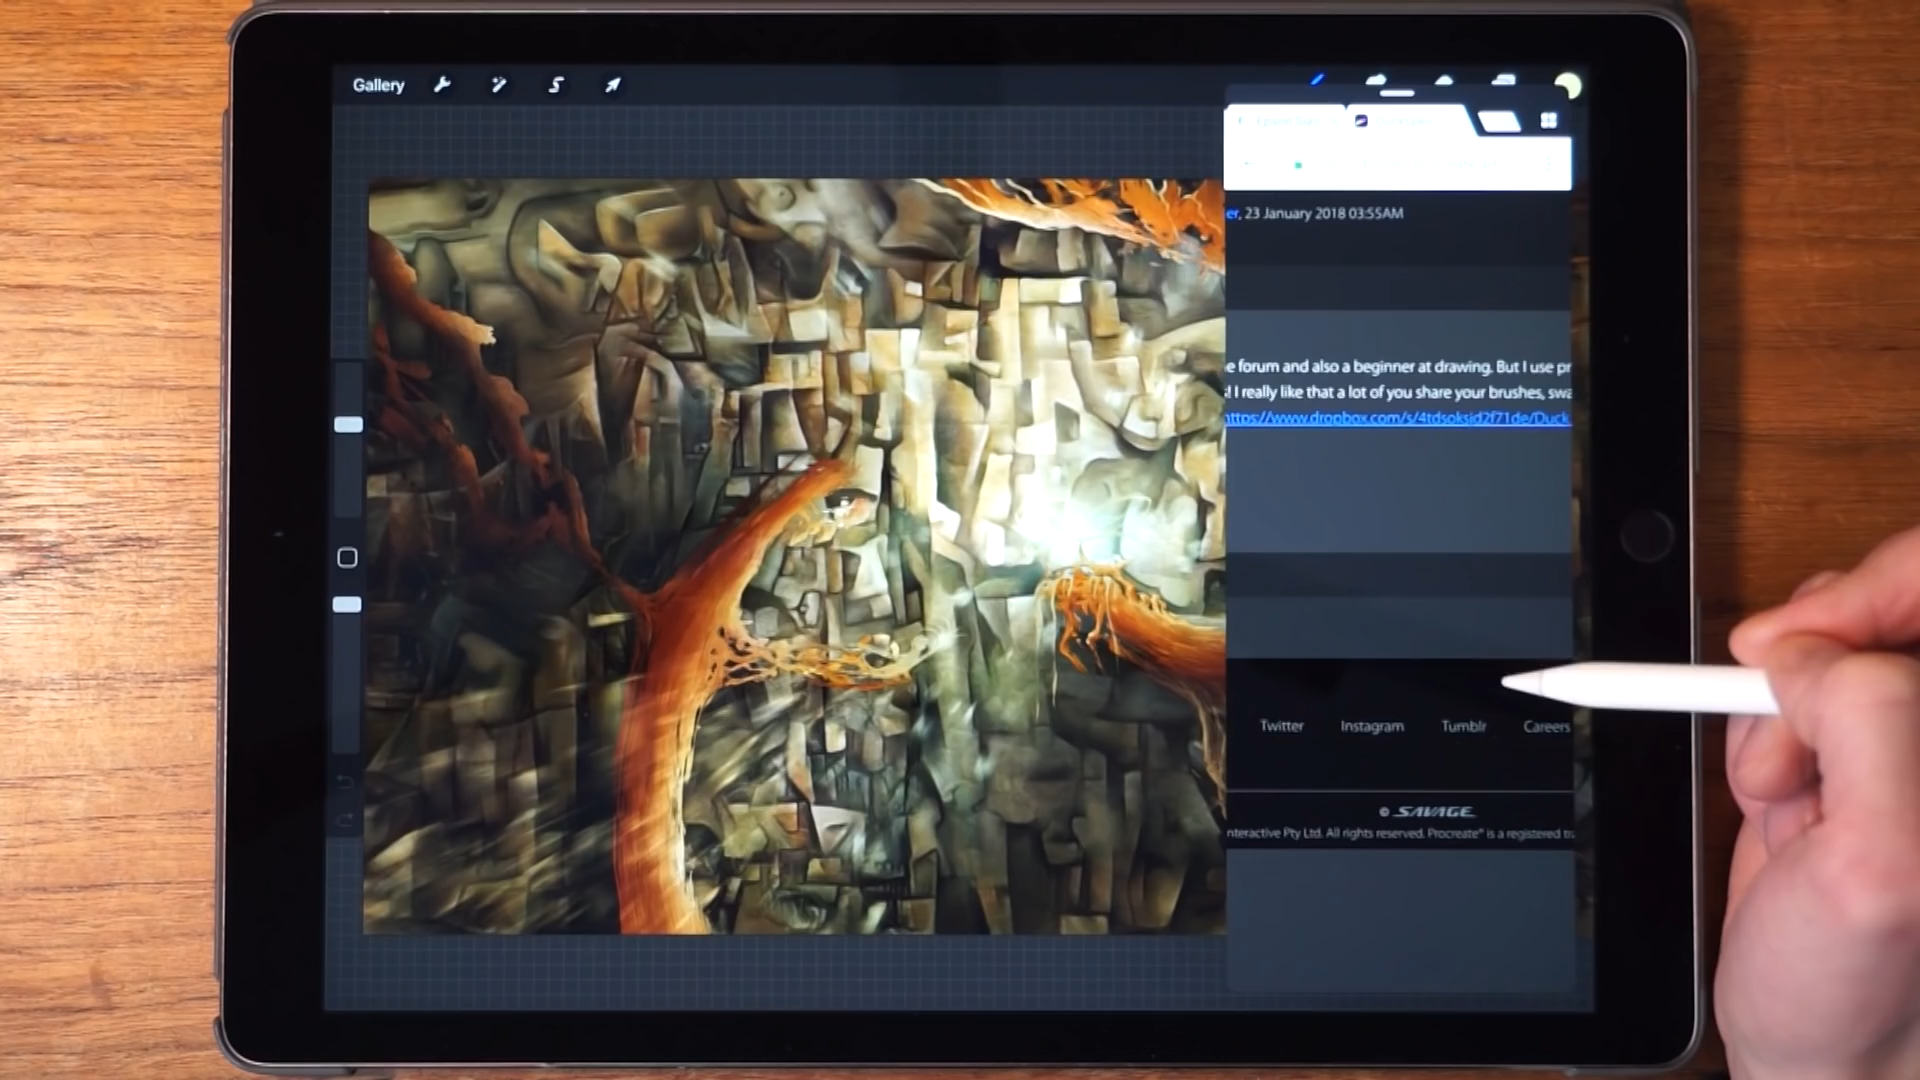 Gallery
er, 23 January 2018 03:55AM
e forum and also a beginner at drawing. But I use pr
! I really like that a lot of you share your brushes, swa
https://www.dropbox.com/s/4tdsoksjd2f71de/Duck
Twitter Instagram Tumblr Careers
© SAVAGE
nteractive Pty Ltd. All rights reserved. Procreate® is a registered tra